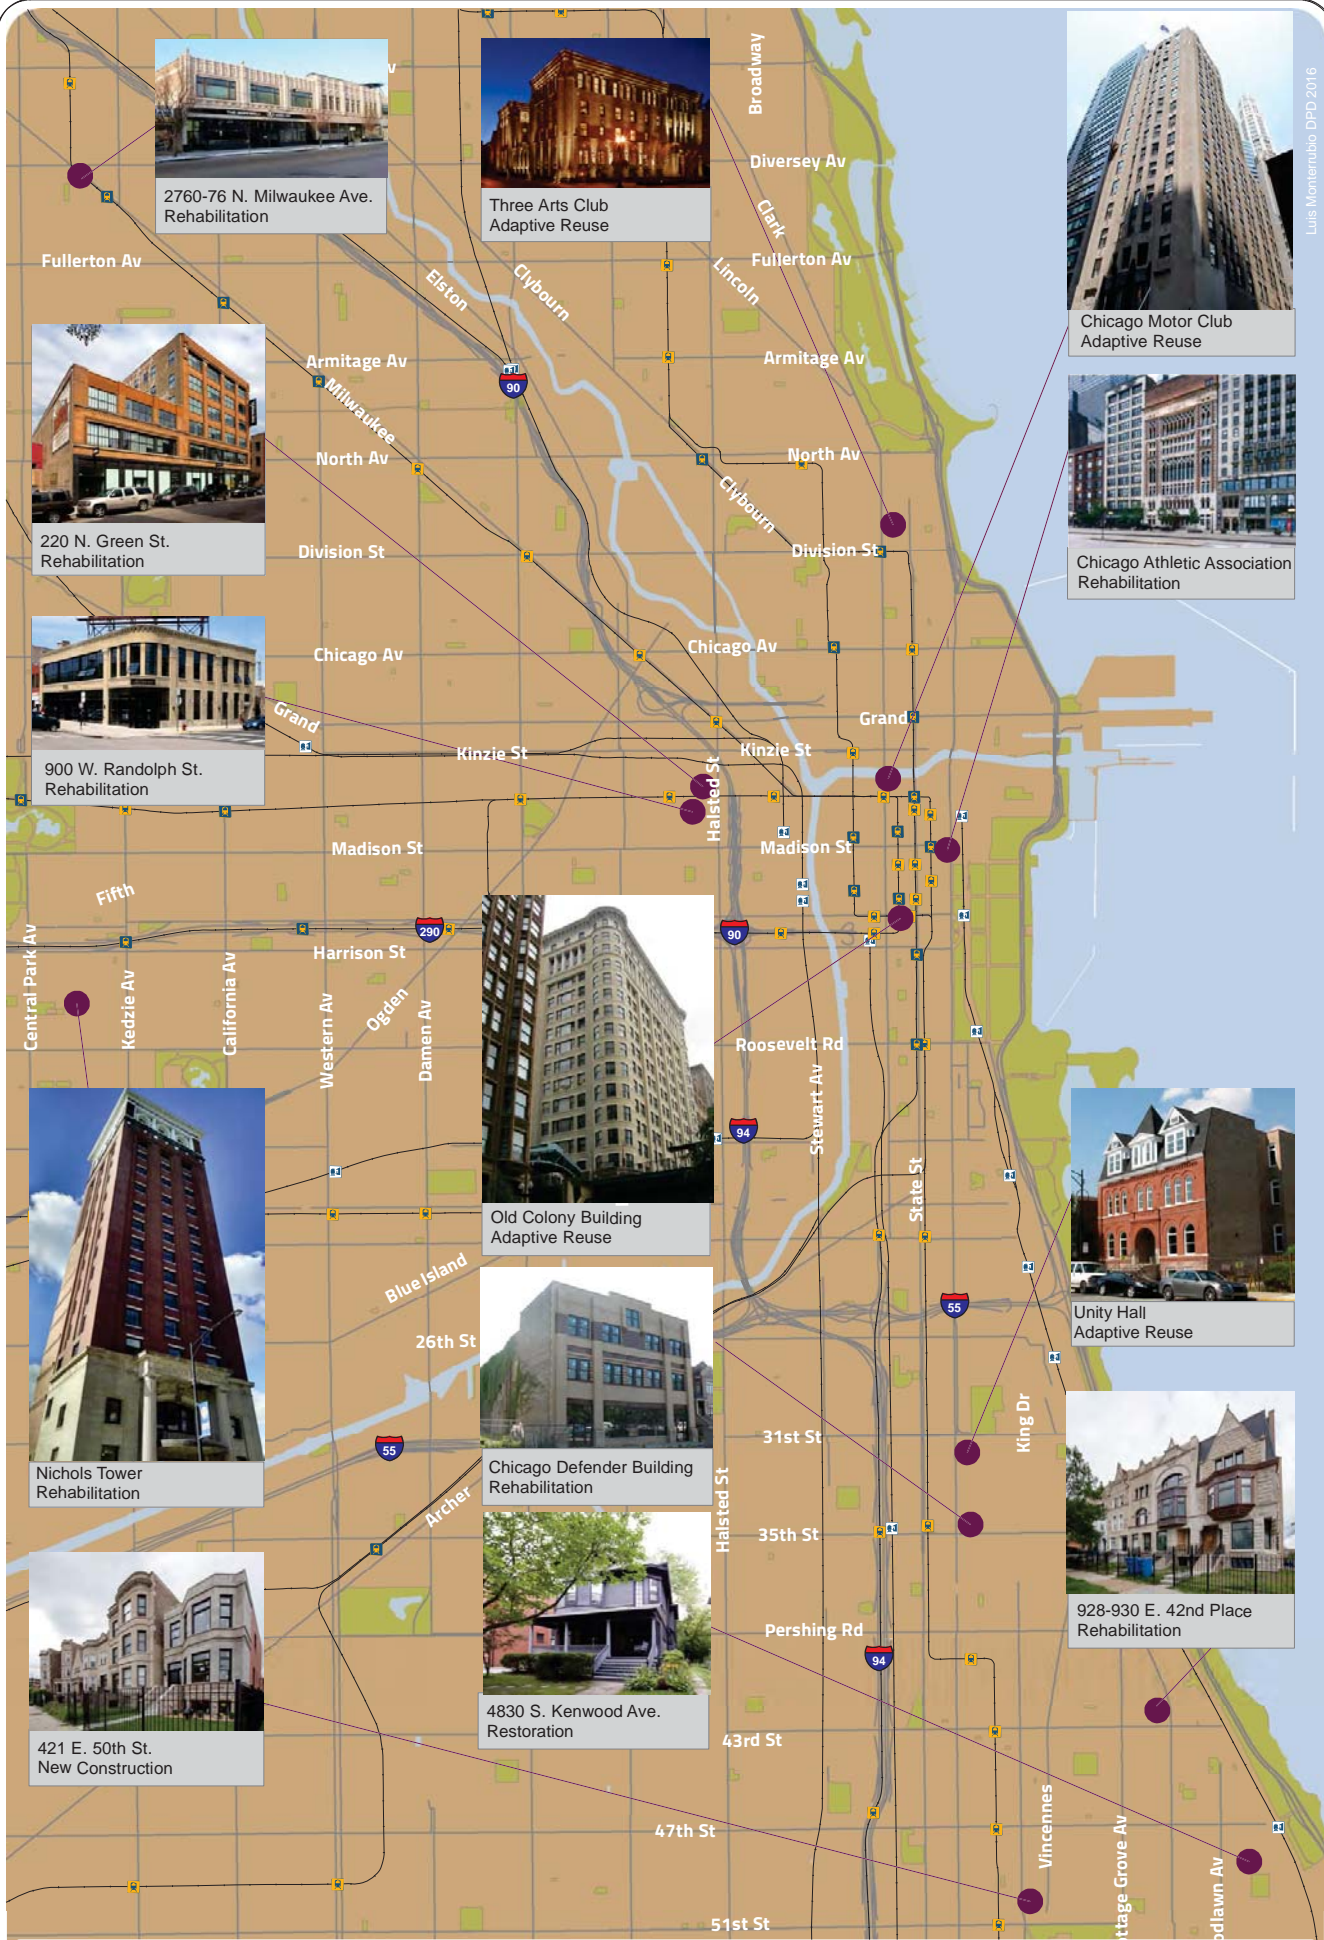 Broadway
Luis Monterrubio DPD 2016
v
Diversey Av
2760-76 N. Milwaukee Ave.
Rehabilitation
Three Arts Club
Adaptive Reuse
Clark
Fullerton Av
Fullerton Av
Elston
Clybourn
Lincoln
Chicago Motor Club
Adaptive Reuse
Armitage Av
Armitage Av
90
Milwaukee
North Av
North Av
Clybourn
220 N. Green St.
Rehabilitation
Division St
Division St
Chicago Athletic Association
Rehabilitation
Chicago Av
Chicago Av
Grand
Grand
Kinzie St
Kinzie St
900 W. Randolph St.
Rehabilitation
Halsted St
Madison St
Madison St
Fifth
290
90
Harrison St
Central Park Av
Kedzie Av
California Av
Western Av
Ogden
Damen Av
Roosevelt Rd
Stewart Av
94
State St
Old Colony Building
Adaptive Reuse
Blue Island
55
Unity Hall
Adaptive Reuse
26th St
King Dr
31st St
55
Nichols Tower
Rehabilitation
Chicago Defender Building
Rehabilitation
Archer
Halsted St
35th St
928-930 E. 42nd Place
Rehabilitation
Pershing Rd
94
4830 S. Kenwood Ave.
Restoration
43rd St
421 E. 50th St.
New Construction
47th St
Vincennes
ttage Grove Av
odlawn Av
51st St